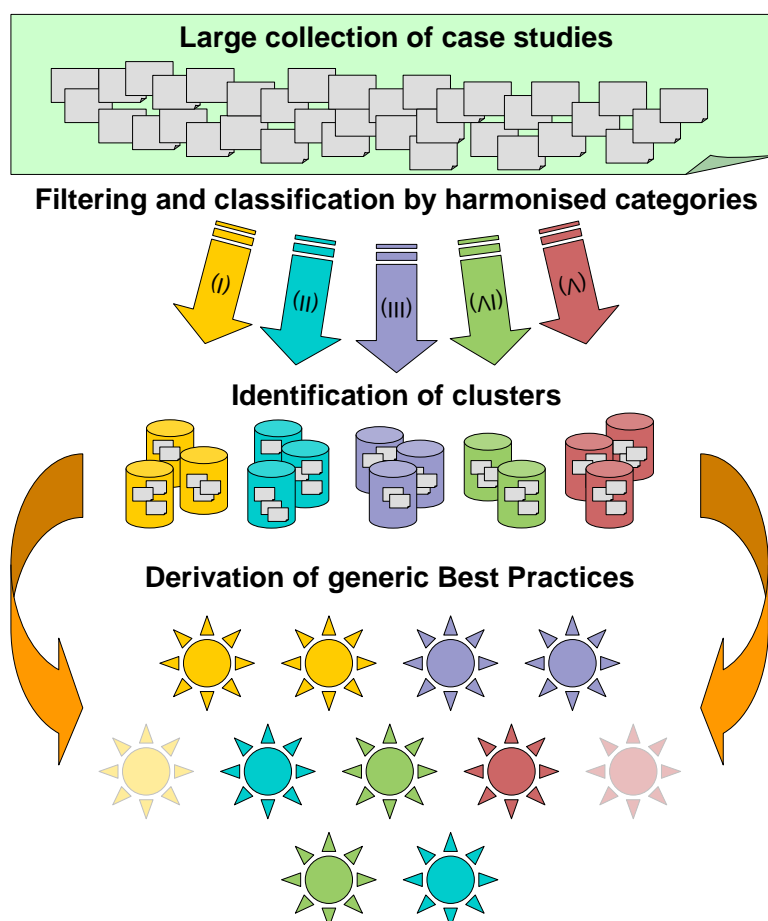 Large collection of case studies
Filtering and classification by harmonised categories
(I)
(II)
(III)
(IV)
(V)
Identification of clusters
Derivation of generic Best Practices